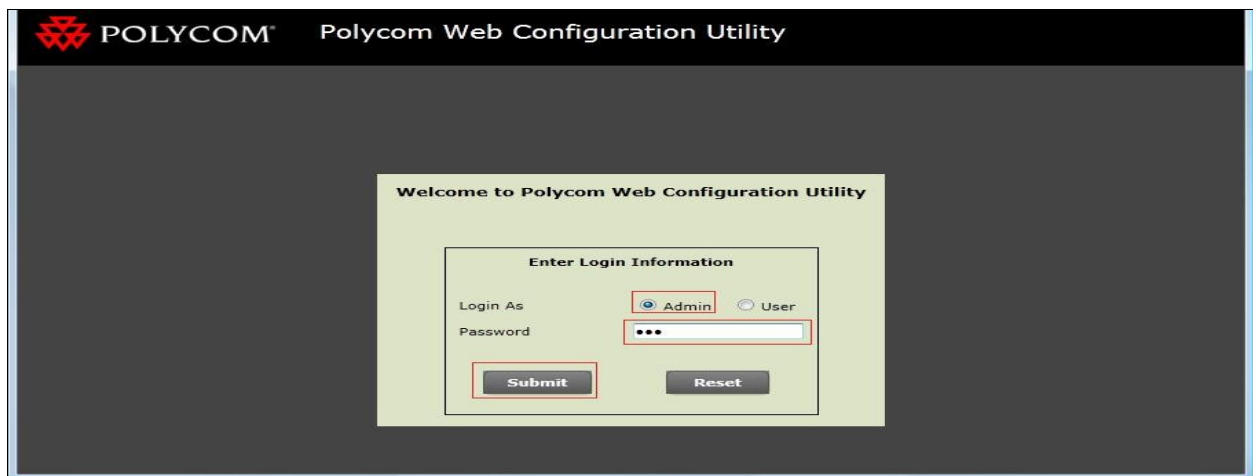 POLYCOM® Polycom Web Configuration Utility
Welcome to Polycom Web Configuration Utility
Enter Login Information
Login As Admin User
Password •••
Submit Reset